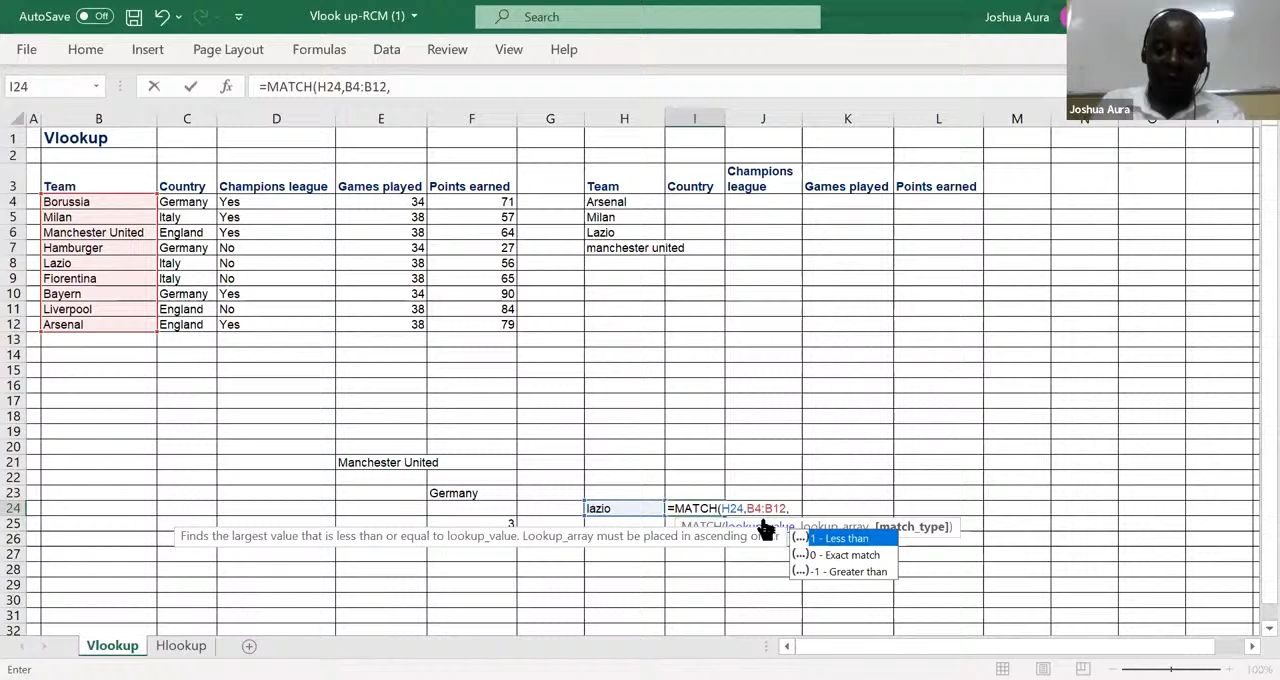 AutoSave Off Vlook up-RCM (1) Search Joshua Aura
File Home Insert Page Layout Formulas Data Review View Help
I24 fx =MATCH(H24,B4:B12,
Joshua Aura
A B C D E F G H I J K L M
1 Vlookup
2
Champions
3 Team Country Champions league Games played Points earned Team Country league Games played Points earned
4 Borussia Germany Yes 34 71 Arsenal
5 Milan Italy Yes 38 57 Milan
6 Manchester United England Yes 38 64 Lazio
7 Hamburger Germany No 34 27 manchester united
8 Lazio Italy No 38 56
9 Fiorentina Italy No 38 65
10 Bayern Germany Yes 34 90
11 Liverpool England No 38 84
12 Arsenal England Yes 38 79
13
14
15
16
17
18
19
20
21 Manchester United
22
23 Germany
24 lazio =MATCH(H24,B4:B12,
25 3 MATCH(lookup_value, lookup_array, [match_type])
26 Finds the largest value that is less than or equal to lookup_value. Lookup_array must be placed in ascending (...) 1 - Less than
27 (...) 0 - Exact match
28 (...) -1 - Greater than
29
30
31
32
Vlookup Hlookup
Enter 100%